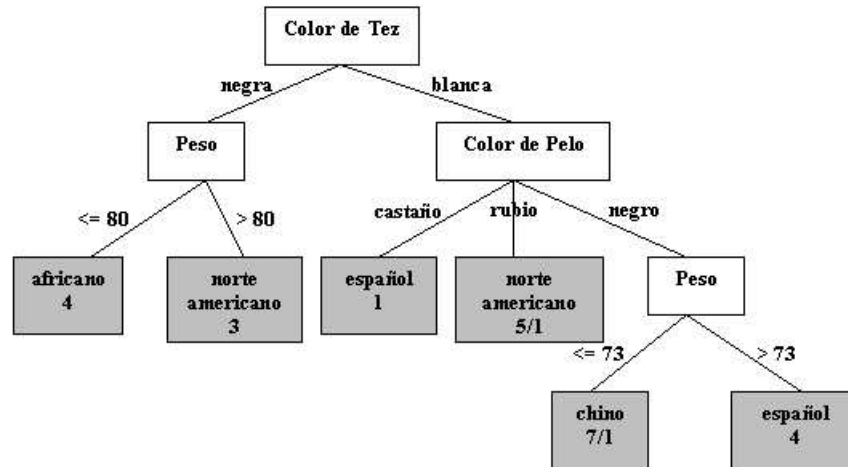 Color de Tez
negra
blanca
Peso
Color de Pelo
<= 80
> 80
castaño
rubio
negro
africano
4
norte
americano
3
español
1
norte
americano
5/1
Peso
<= 73
> 73
chino
7/1
español
4